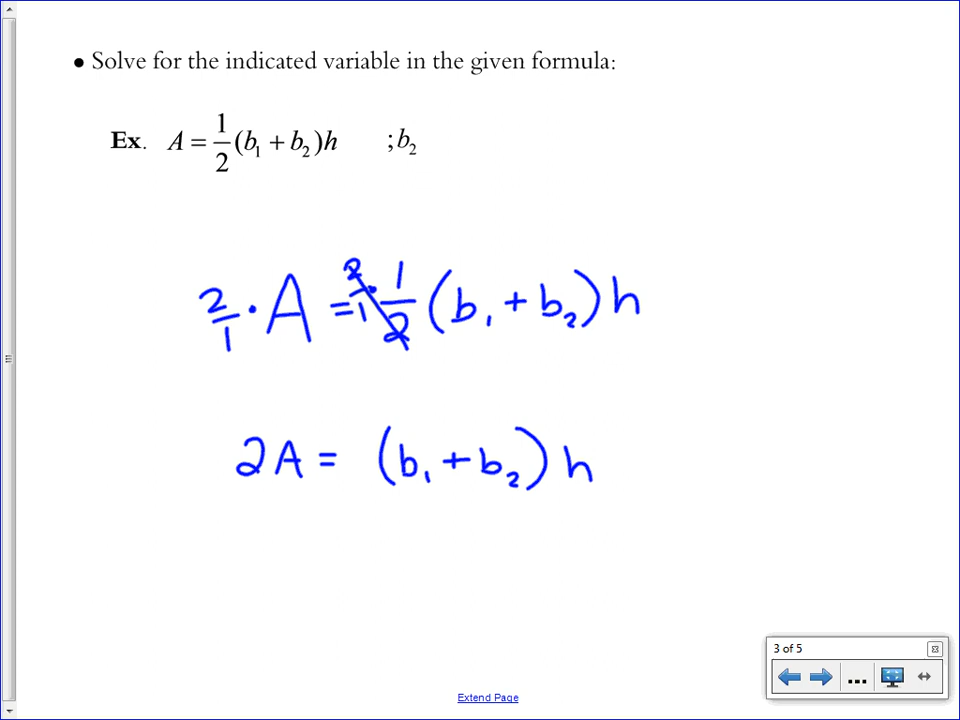 • Solve for the indicated variable in the given formula:
Ex. A = 1/2 (b₁ + b₂)h ; b₂
2/1 · A = 2/1 · 1/2 (b₁ + b₂) h
2A = (b₁ + b₂) h
3 of 5
...
Extend Page